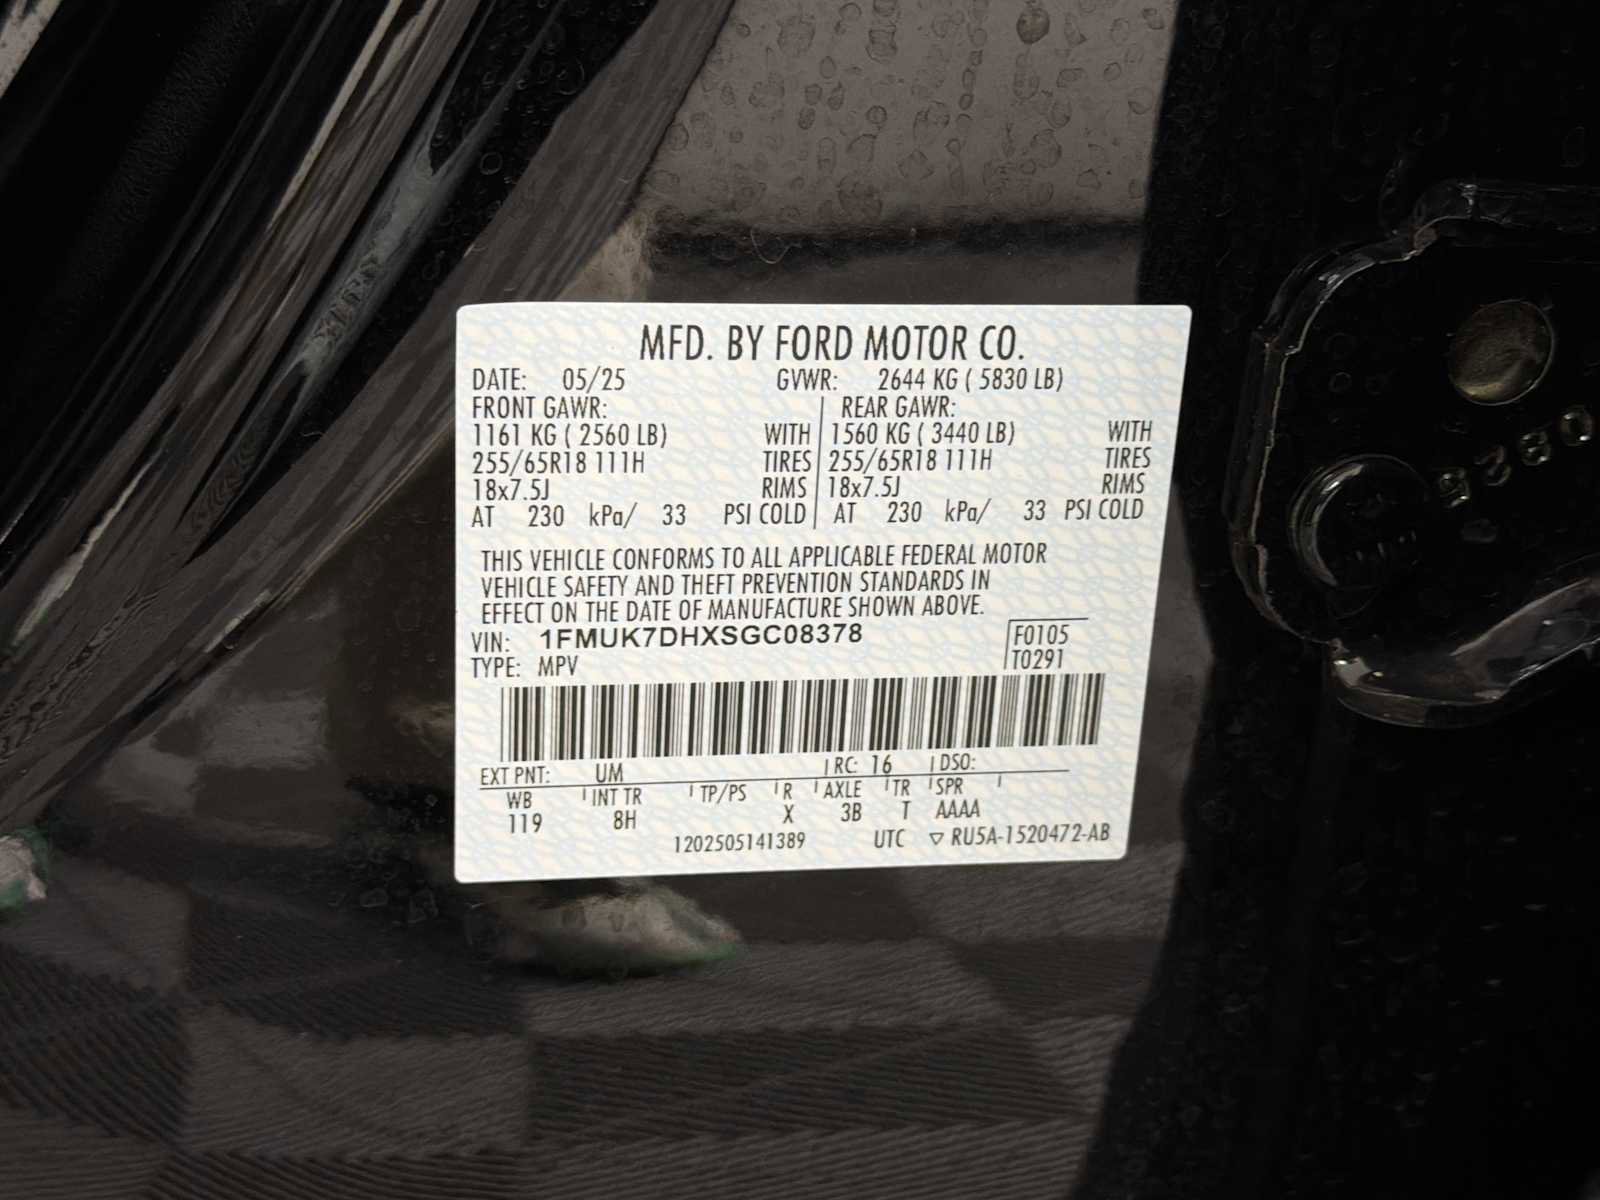 MFD. BY FORD MOTOR CO.
DATE: 05/25 GVWR: 2644 KG ( 5830 LB)
FRONT GAWR: REAR GAWR:
1161 KG ( 2560 LB) WITH 1560 KG ( 3440 LB) WITH
255/65R18 111H TIRES 255/65R18 111H TIRES
18x7.5J RIMS 18x7.5J RIMS
AT 230 kPa/ 33 PSI COLD AT 230 kPa/ 33 PSI COLD
THIS VEHICLE CONFORMS TO ALL APPLICABLE FEDERAL MOTOR
VEHICLE SAFETY AND THEFT PREVENTION STANDARDS IN
EFFECT ON THE DATE OF MANUFACTURE SHOWN ABOVE.
VIN: 1FMUK7DHXSGC08378 F0105
TYPE: MPV T0291
EXT PNT: UM RC: 16 DSO:
WB INT TR TP/PS R AXLE TR SPR
119 8H X 3B T AAAA
1202505141389 UTC ▽ RU5A-1520472-AB